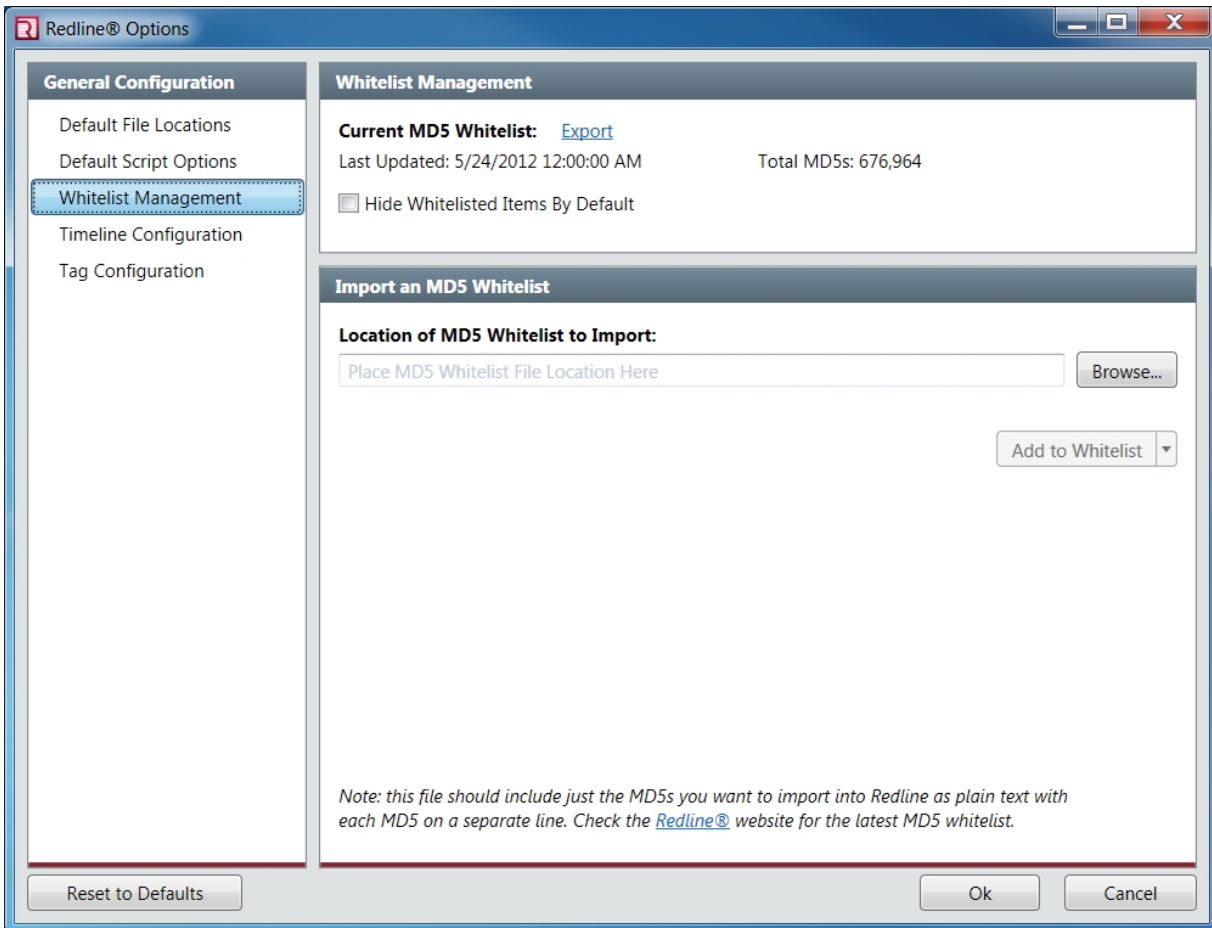 Redline® Options
General Configuration
Default File Locations
Default Script Options
Whitelist Management
Timeline Configuration
Tag Configuration
Whitelist Management
Current MD5 Whitelist: Export
Last Updated: 5/24/2012 12:00:00 AM Total MD5s: 676,964
Hide Whitelisted Items By Default
Import an MD5 Whitelist
Location of MD5 Whitelist to Import:
Place MD5 Whitelist File Location Here Browse...
Add to Whitelist
Note: this file should include just the MD5s you want to import into Redline as plain text with
each MD5 on a separate line. Check the Redline® website for the latest MD5 whitelist.
Reset to Defaults Ok Cancel